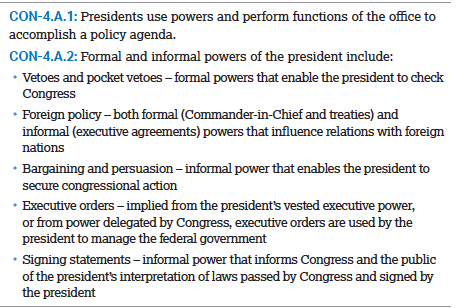 CON-4.A.1: Presidents use powers and perform functions of the office to
accomplish a policy agenda.
CON-4.A.2: Formal and informal powers of the president include:
• Vetoes and pocket vetoes – formal powers that enable the president to check
Congress
• Foreign policy – both formal (Commander-in-Chief and treaties) and
informal (executive agreements) powers that influence relations with foreign
nations
• Bargaining and persuasion – informal power that enables the president to
secure congressional action
• Executive orders – implied from the president's vested executive power,
or from power delegated by Congress, executive orders are used by the
president to manage the federal government
• Signing statements – informal power that informs Congress and the public
of the president's interpretation of laws passed by Congress and signed by
the president